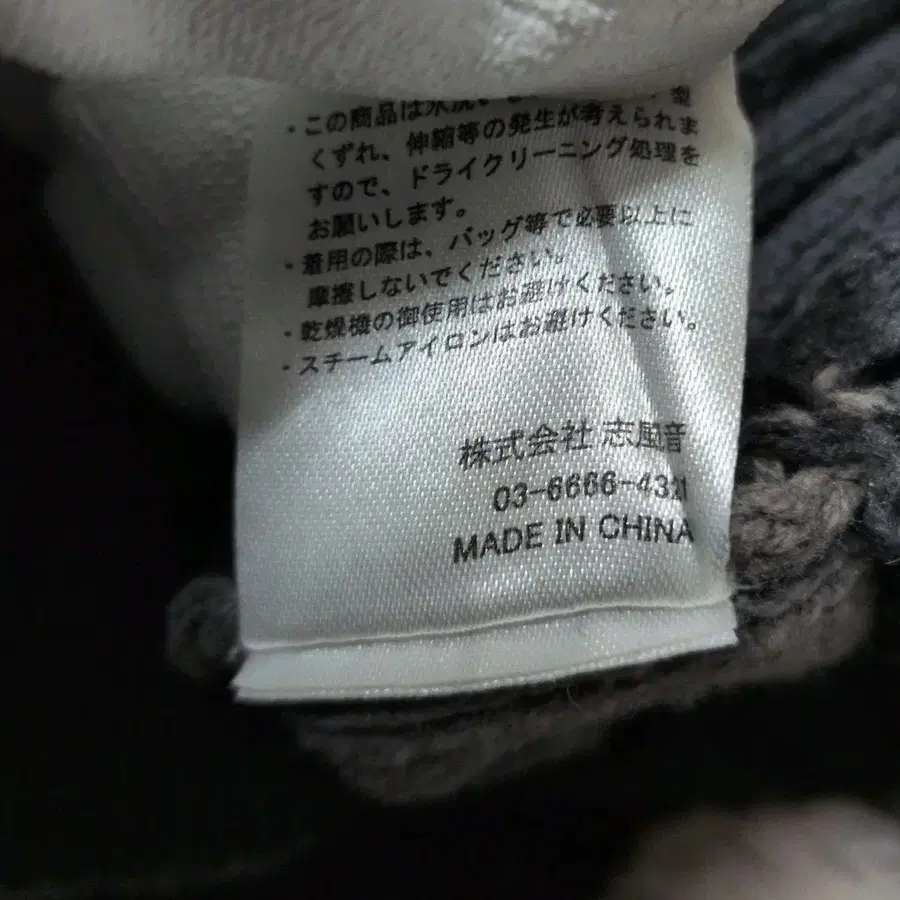 ・この商品は水洗い
くずれ、伸縮等の発生が考えられま
すので、ドライクリーニング処理を
お願いします。
・着用の際は、バッグ等で必要以上に
摩擦しないでください。
・乾燥機の御使用はお避けください。
・スチームアイロンはお避けください。
株式会社 志風音
03-6666-4321
MADE IN CHINA